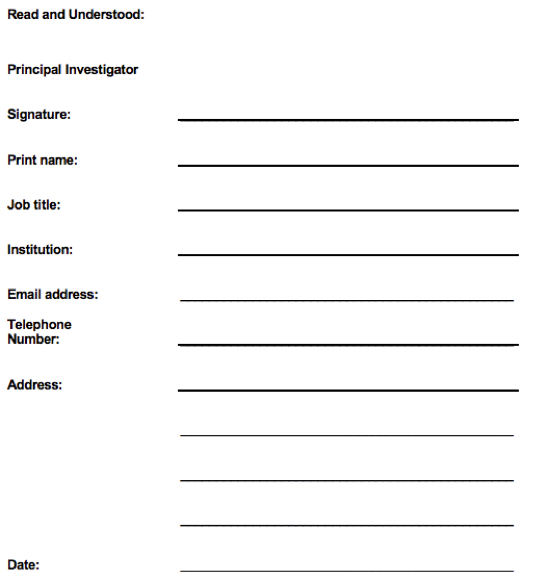 Read and Understood:
Principal Investigator
Signature:
Print name:
Job title:
Institution:
Email address:
Telephone
Number:
Address:
Date: